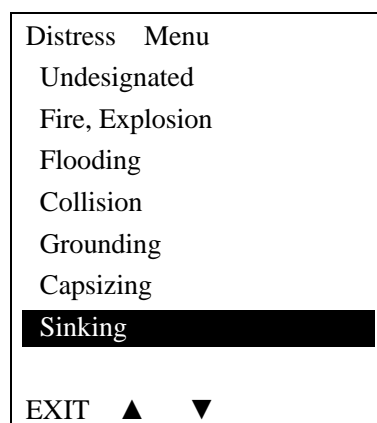 Distress Menu
Undesignated
Fire, Explosion
Flooding
Collision
Grounding
Capsizing
Sinking
EXIT ▲ ▼